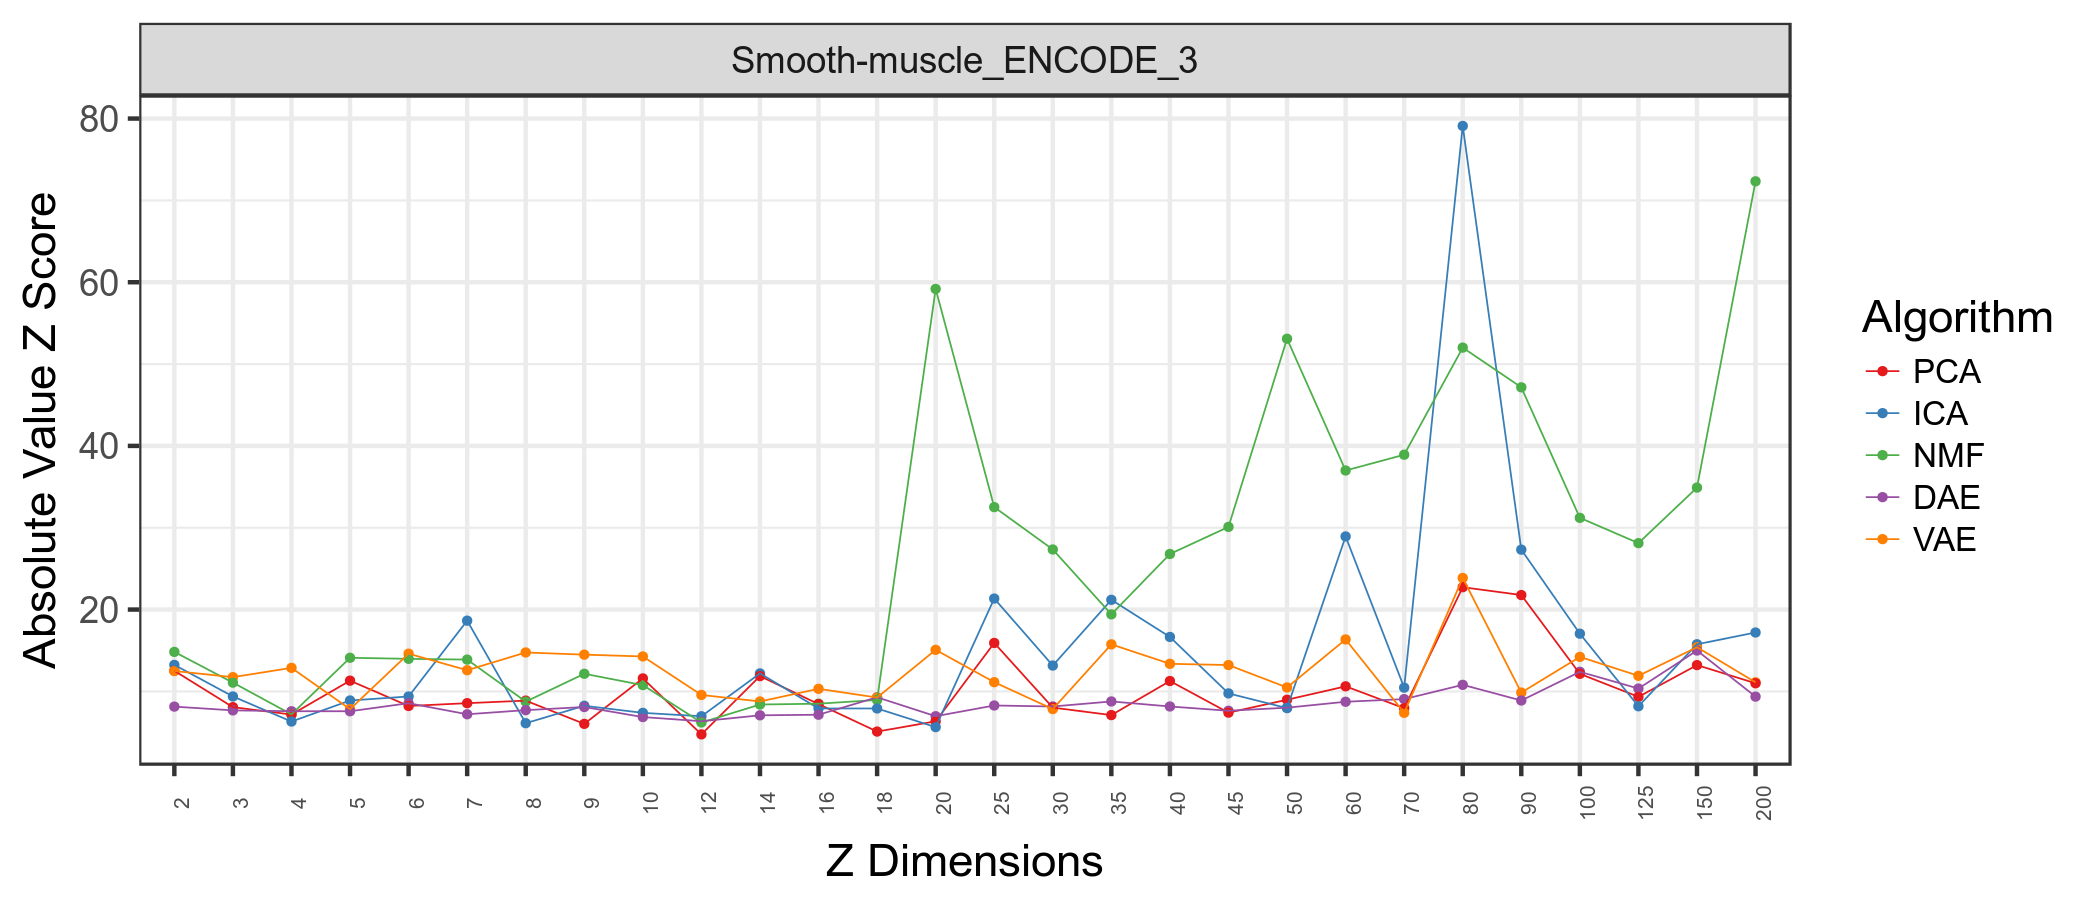 Smooth-muscle_ENCODE_3
Absolute Value Z Score
80
60
40
20
2 3 4 5 6 7 8 9 10 12 14 16 18 20 25 30 35 40 45 50 60 70 80 90 100 125 150 200
Z Dimensions
Algorithm
PCA
ICA
NMF
DAE
VAE